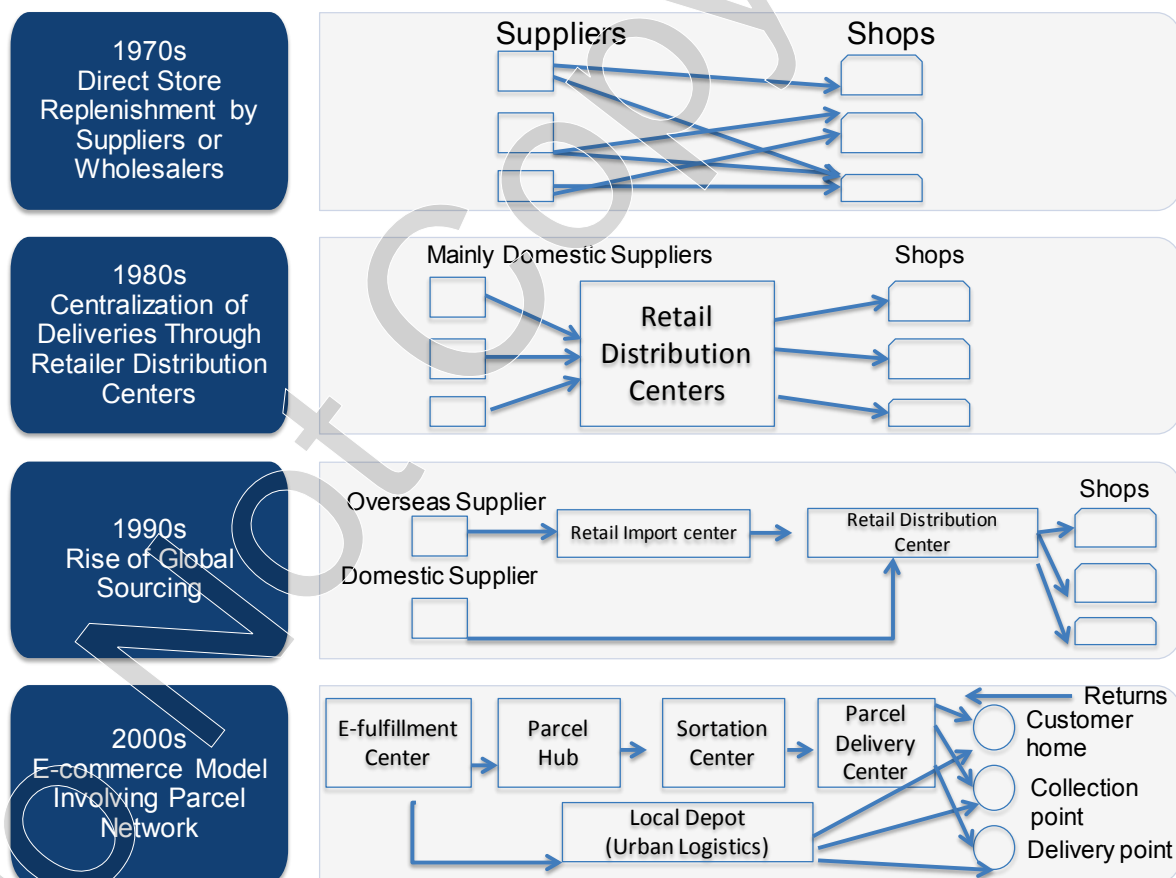 1970s
Direct Store
Replenishment by
Suppliers or
Wholesalers
Suppliers
Shops
1980s
Centralization of
Deliveries Through
Retailer Distribution
Centers
Mainly Domestic Suppliers
Shops
Retail
Distribution
Centers
1990s
Rise of Global
Sourcing
Overseas Supplier
Domestic Supplier
Retail Import center
Retail Distribution
Center
Shops
2000s
E-commerce Model
Involving Parcel
Network
E-fulfillment
Center
Parcel
Hub
Sortation
Center
Parcel
Delivery
Center
Local Depot
(Urban Logistics)
Returns
Customer
home
Collection
point
Delivery point
o Not Copy